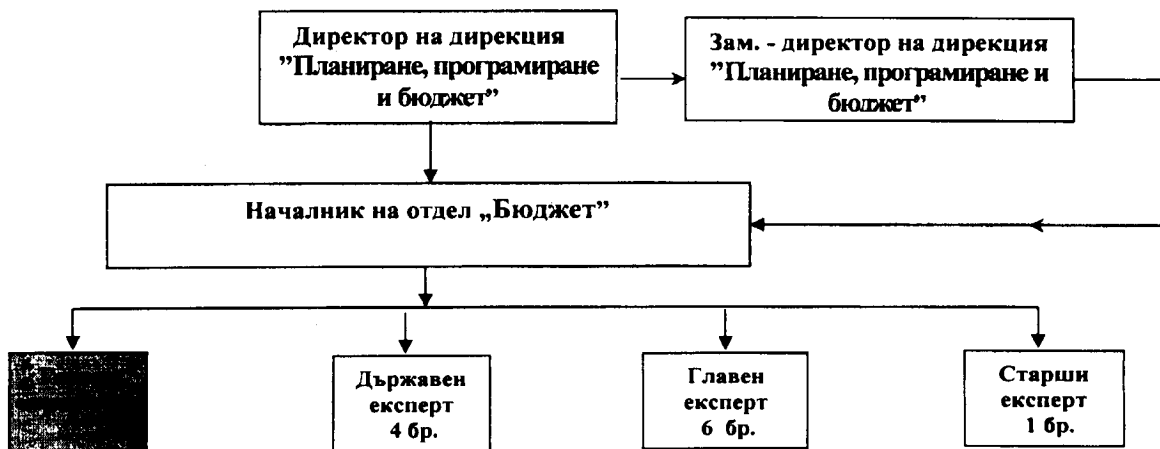 Директор на дирекция
”Планиране, програмиране
и бюджет”
Зам. - директор на дирекция
”Планиране, програмиране и
бюджет”
Началник на отдел „Бюджет”
Държавен
експерт
4 бр.
Главен
експерт
6 бр.
Старши
експерт
1 бр.